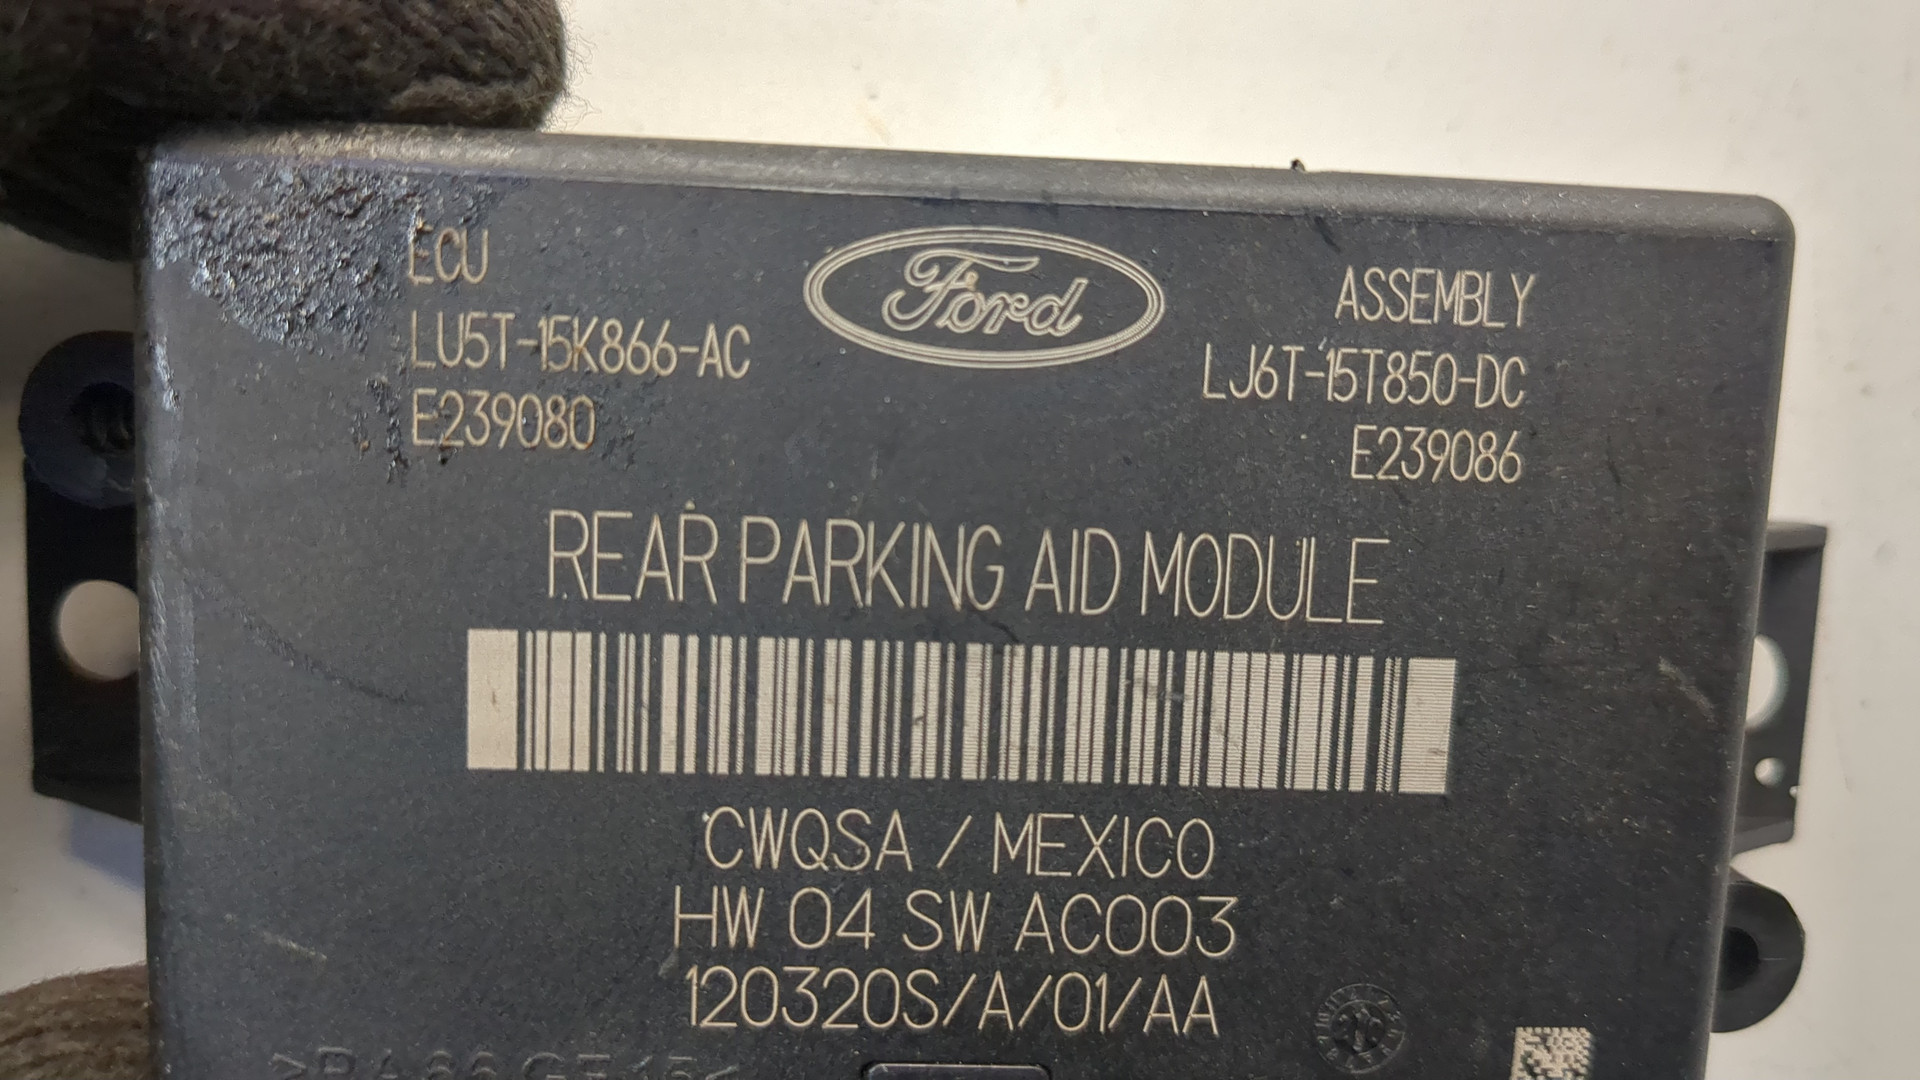 ECU
LU5T-15K866-AC
E239080
Ford
ASSEMBLY
LJ6T-15T850-DC
E239086
REAR PARKING AID MODULE
CWQSA / MEXICO
HW 04 SW AC003
120320S/A/01/AA